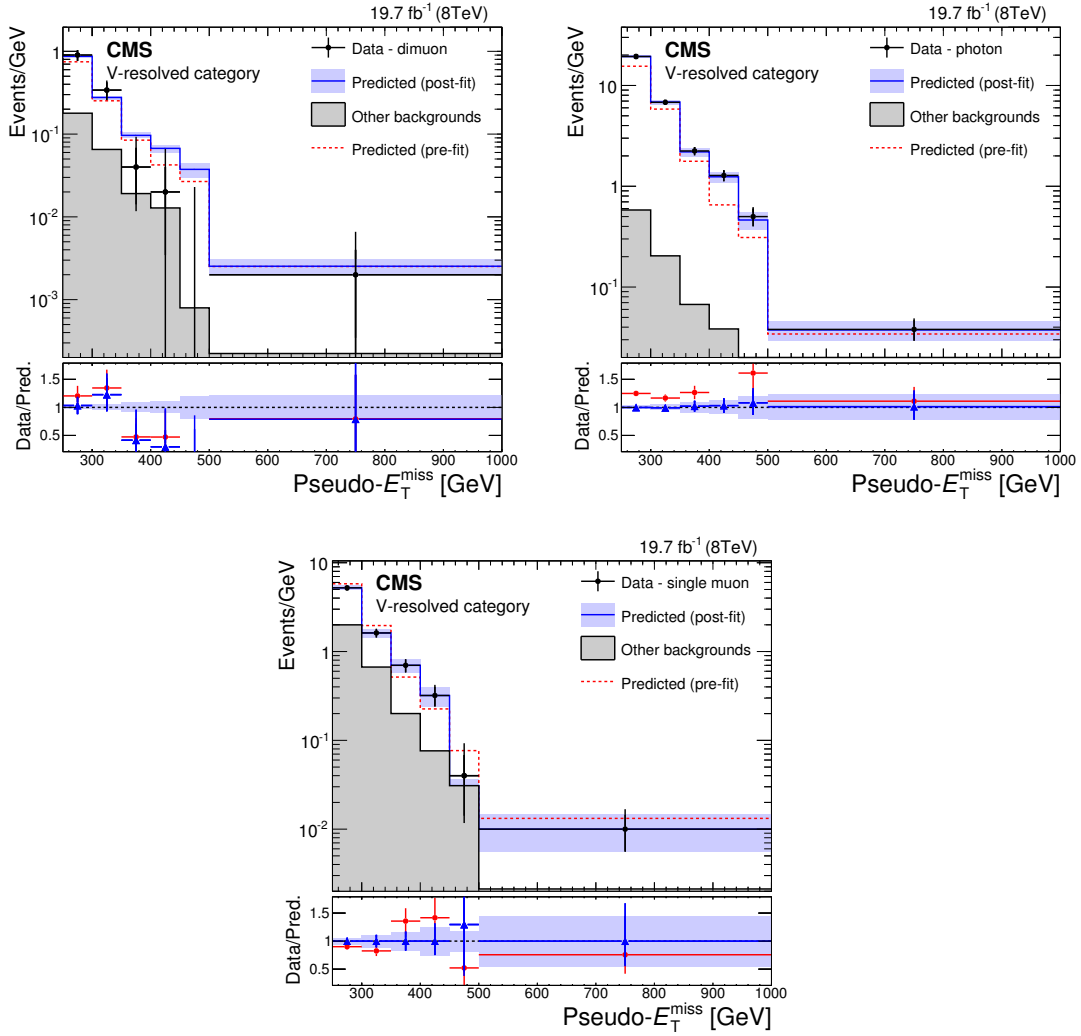 19.7 fb⁻¹ (8TeV)
Events/GeV
CMS
V-resolved category
Data - dimuon
Predicted (post-fit)
Other backgrounds
Predicted (pre-fit)
1
10⁻¹
10⁻²
10⁻³
Data/Pred.
1.5
1
0.5
300 400 500 600 700 800 900 1000
Pseudo-E_T^miss [GeV]
19.7 fb⁻¹ (8TeV)
Events/GeV
CMS
V-resolved category
Data - photon
Predicted (post-fit)
Other backgrounds
Predicted (pre-fit)
10
1
10⁻¹
Data/Pred.
1.5
1
0.5
300 400 500 600 700 800 900 1000
Pseudo-E_T^miss [GeV]
19.7 fb⁻¹ (8TeV)
Events/GeV
CMS
V-resolved category
Data - single muon
Predicted (post-fit)
Other backgrounds
Predicted (pre-fit)
10
1
10⁻¹
10⁻²
Data/Pred.
1.5
1
0.5
300 400 500 600 700 800 900 1000
Pseudo-E_T^miss [GeV]